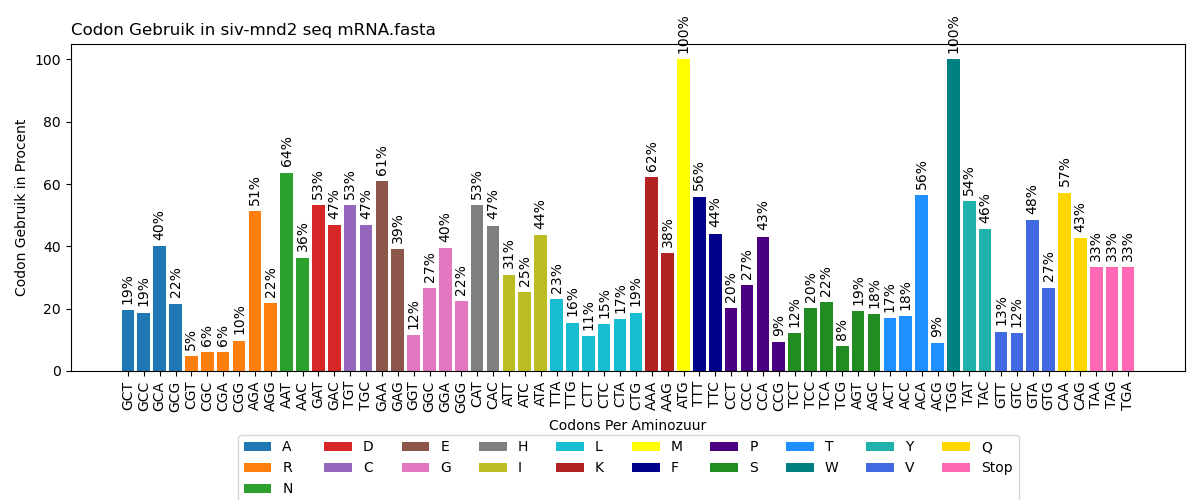 Codon Gebruik in siv-mnd2 seq mRNA.fasta
Codon Gebruik in Procent
100
80
60
40
20
0
19% 19% 40% 22% 5% 6% 6% 10% 51% 22% 64% 36% 53% 47% 53% 47% 61% 39% 12% 27% 40% 22% 53% 47% 31% 25% 44% 23% 16% 11% 15% 17% 19% 62% 38% 100% 56% 44% 20% 27% 43% 9% 12% 20% 22% 8% 19% 18% 17% 18% 56% 9% 100% 54% 46% 13% 12% 48% 27% 57% 43% 33% 33% 33%
GCT GCC GCA GCG CGT CGC CGA CGG AGA AGG AAT AAC GAT GAC TGT TGC GAA GAG GGT GGC GGA GGG CAT CAC ATT ATC ATA TTA TTG CTT CTC CTA CTG AAA AAG ATG TTT TTC CCT CCC CCA CCG TCT TCC TCA TCG AGT AGC ACT ACC ACA ACG TGG TAT TAC GTT GTC GTA GTG CAA CAG TAA TAG TGA
Codons Per Aminozuur
A D E H L M P T Y Q
R C G I K F S W V Stop
N